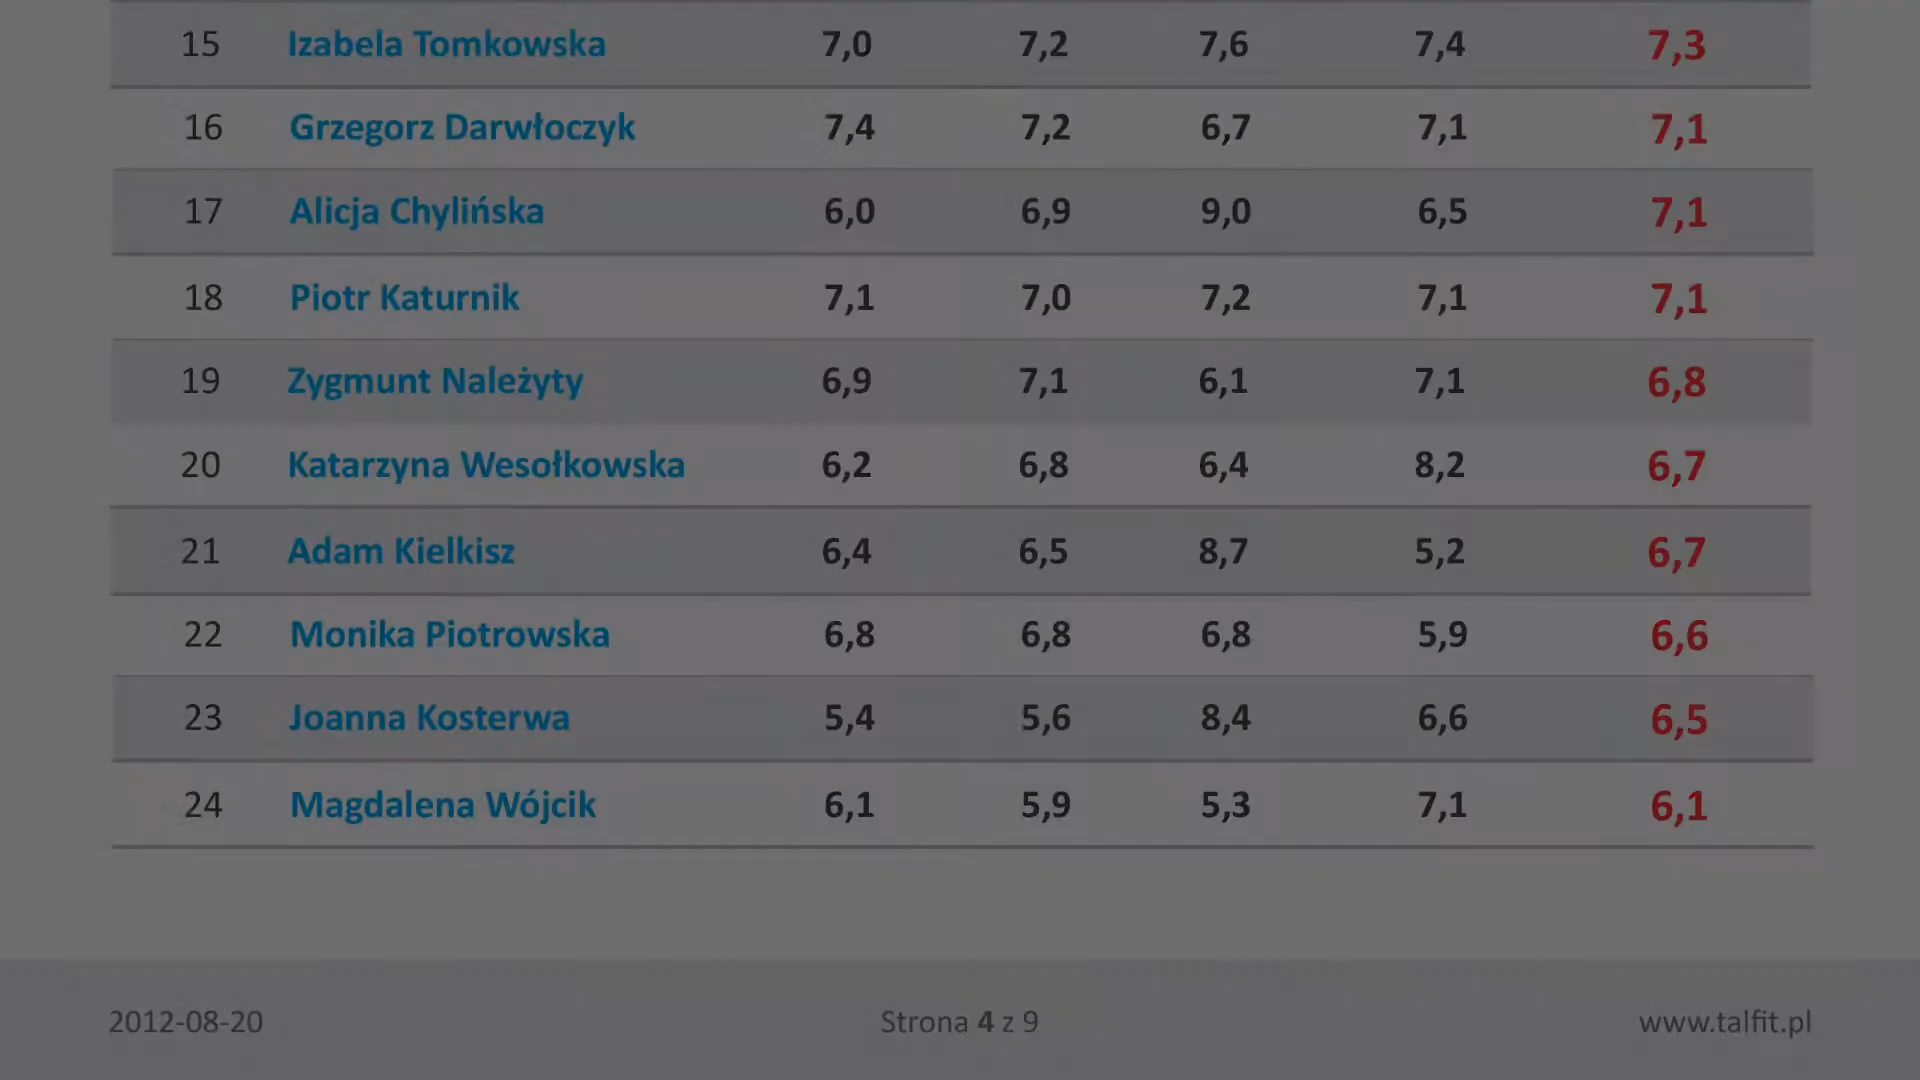 15 Izabela Tomkowska 7,0 7,2 7,6 7,4 7,3
16 Grzegorz Darwłoczyk 7,4 7,2 6,7 7,1 7,1
17 Alicja Chylińska 6,0 6,9 9,0 6,5 7,1
18 Piotr Katurnik 7,1 7,0 7,2 7,1 7,1
19 Zygmunt Należyty 6,9 7,1 6,1 7,1 6,8
20 Katarzyna Wesołkowska 6,2 6,8 6,4 8,2 6,7
21 Adam Kielkisz 6,4 6,5 8,7 5,2 6,7
22 Monika Piotrowska 6,8 6,8 6,8 5,9 6,6
23 Joanna Kosterwa 5,4 5,6 8,4 6,6 6,5
24 Magdalena Wójcik 6,1 5,9 5,3 7,1 6,1
2012-08-20 Strona 4 z 9 www.talfit.pl